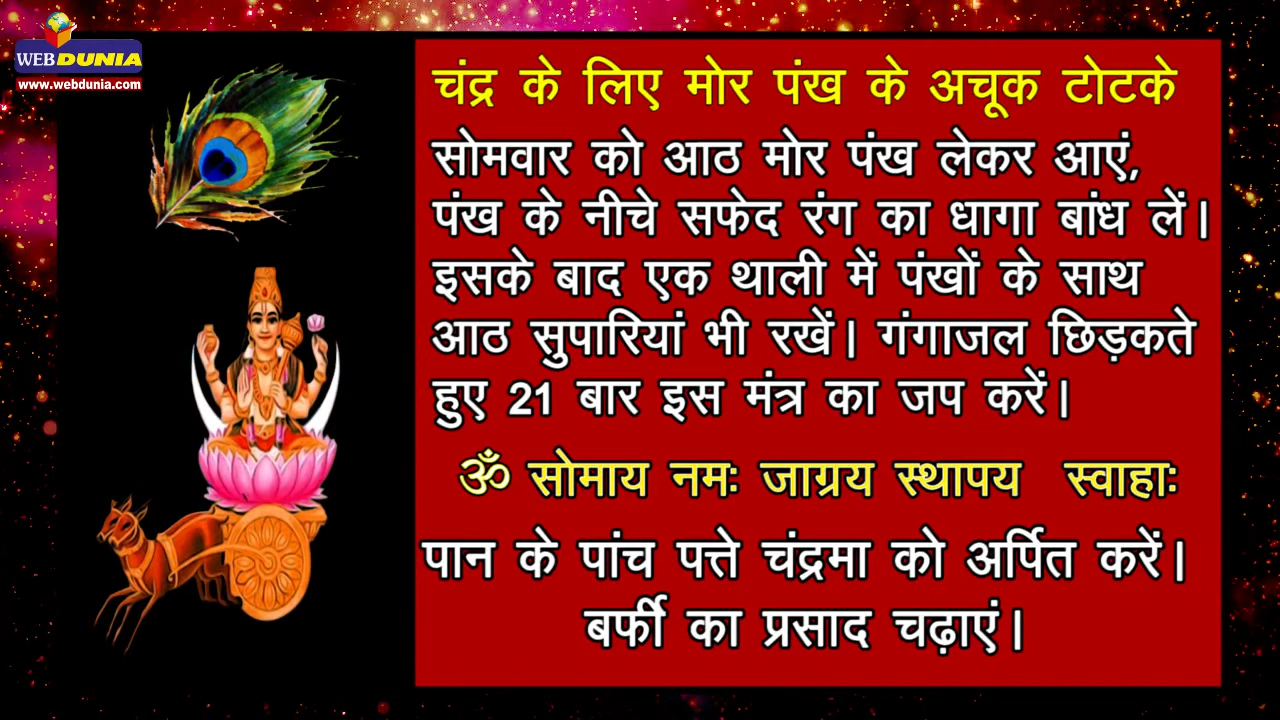 WEBDUNIA
www.webdunia.com
चंद्र के लिए मोर पंख के अचूक टोटके
सोमवार को आठ मोर पंख लेकर आएं,
पंख के नीचे सफेद रंग का धागा बांध लें।
इसके बाद एक थाली में पंखों के साथ
आठ सुपारियां भी रखें। गंगाजल छिड़कते
हुए 21 बार इस मंत्र का जप करें।
ॐ सोमाय नमः जाग्रय स्थापय स्वाहाः
पान के पांच पत्ते चंद्रमा को अर्पित करें।
बर्फी का प्रसाद चढ़ाएं।